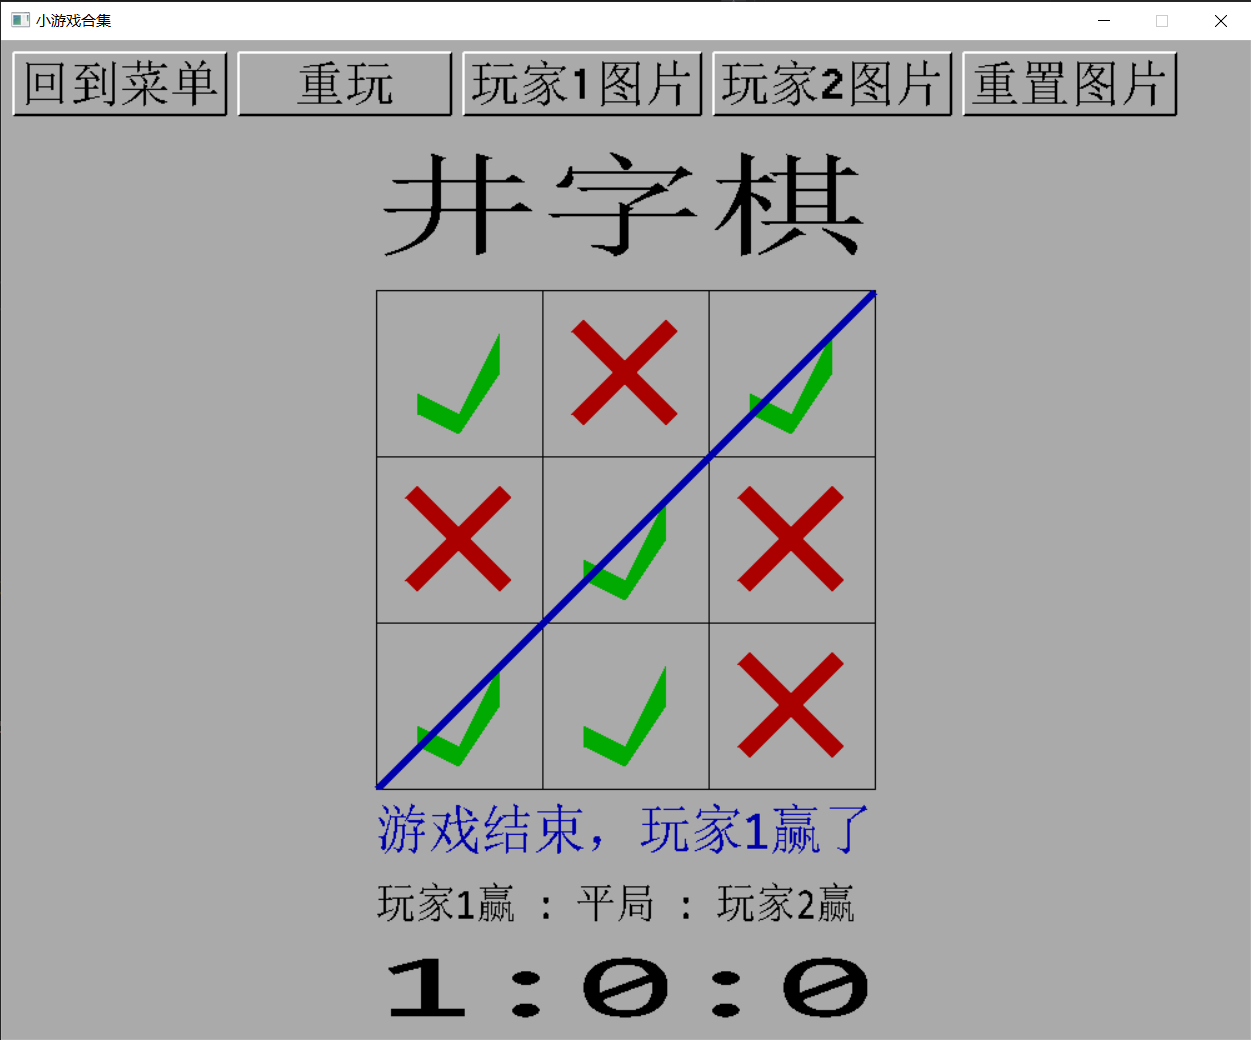 小游戏合集
回到菜单 重玩 玩家1图片 玩家2图片 重置图片
井字棋
游戏结束，玩家1赢了
玩家1赢 : 平局 : 玩家2赢
1:0:0